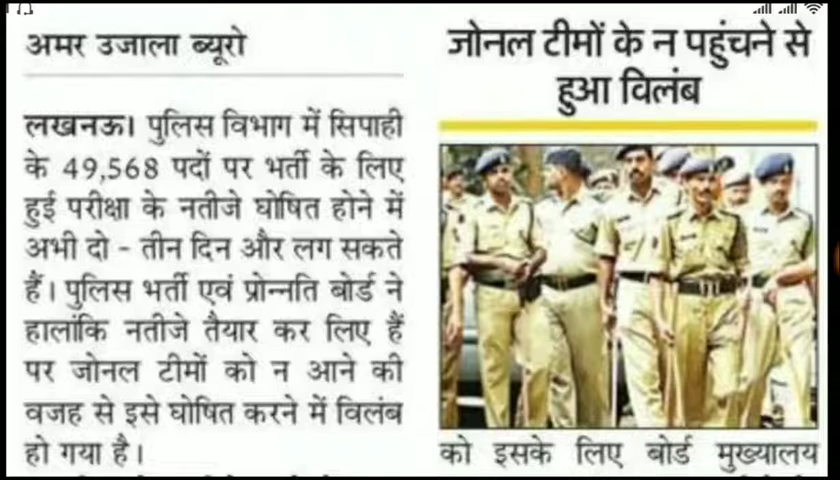 अमर उजाला ब्यूरो
लखनऊ। पुलिस विभाग में सिपाही
के 49,568 पदों पर भर्ती के लिए
हुई परीक्षा के नतीजे घोषित होने में
अभी दो - तीन दिन और लग सकते
हैं। पुलिस भर्ती एवं प्रोन्नति बोर्ड ने
हालांकि नतीजे तैयार कर लिए हैं
पर जोनल टीमों को न आने की
वजह से इसे घोषित करने में विलंब
हो गया है।
जोनल टीमों के न पहुंचने से
हुआ विलंब
को इसके लिए बोर्ड मुख्यालय